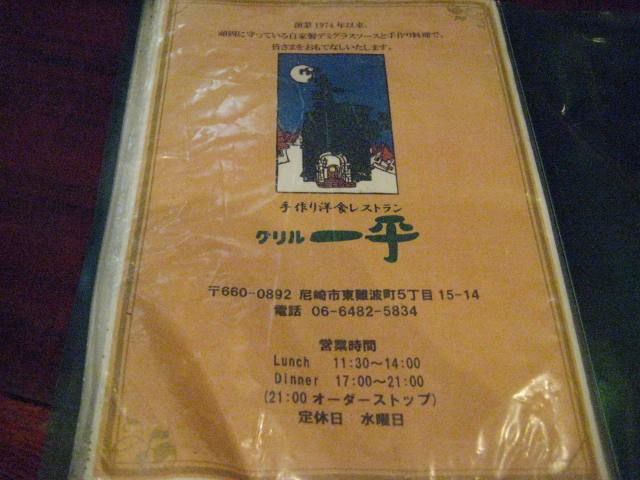 創業1974年以来、
頑固に守っている自家製デミグラスソースと手作り料理で、
皆さまをおもてなしいたします。
手作り洋食レストラン
グリル一平
〒660-0892 尼崎市東難波町5丁目15-14
電話 06-6482-5834
営業時間
Lunch 11:30～14:00
Dinner 17:00～21:00
(21:00 オーダーストップ)
定休日 水曜日